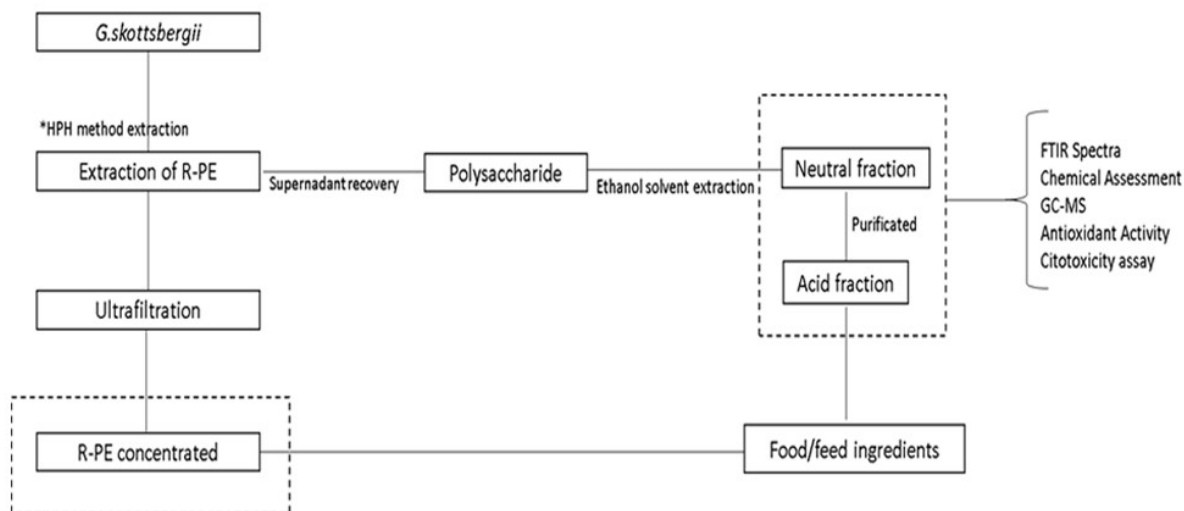 G.skottsbergii
*HPH method extraction
Extraction of R-PE
Supernadant recovery
Polysaccharide
Ethanol solvent extraction
Neutral fraction
Purificated
Acid fraction
FTIR Spectra
Chemical Assessment
GC-MS
Antioxidant Activity
Citotoxicity assay
Ultrafiltration
R-PE concentrated
Food/feed ingredients